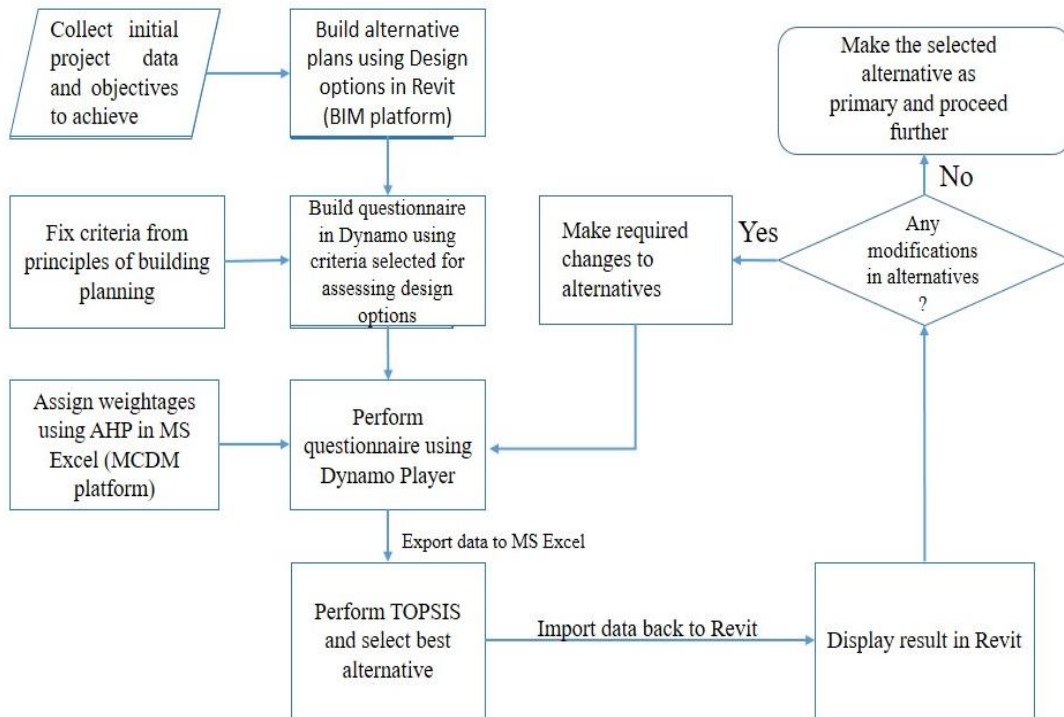 Collect initial
project data
and objectives
to achieve
Build alternative
plans using Design
options in Revit
(BIM platform)
Make the selected
alternative as
primary and proceed
further
No
Fix criteria from
principles of building
planning
Build questionnaire
in Dynamo using
criteria selected for
assessing design
options
Make required
changes to
alternatives
Yes
Any
modifications
in alternatives
?
Assign weightages
using AHP in MS
Excel (MCDM
platform)
Perform
questionnaire using
Dynamo Player
Export data to MS Excel
Perform TOPSIS
and select best
alternative
Import data back to Revit
Display result in Revit